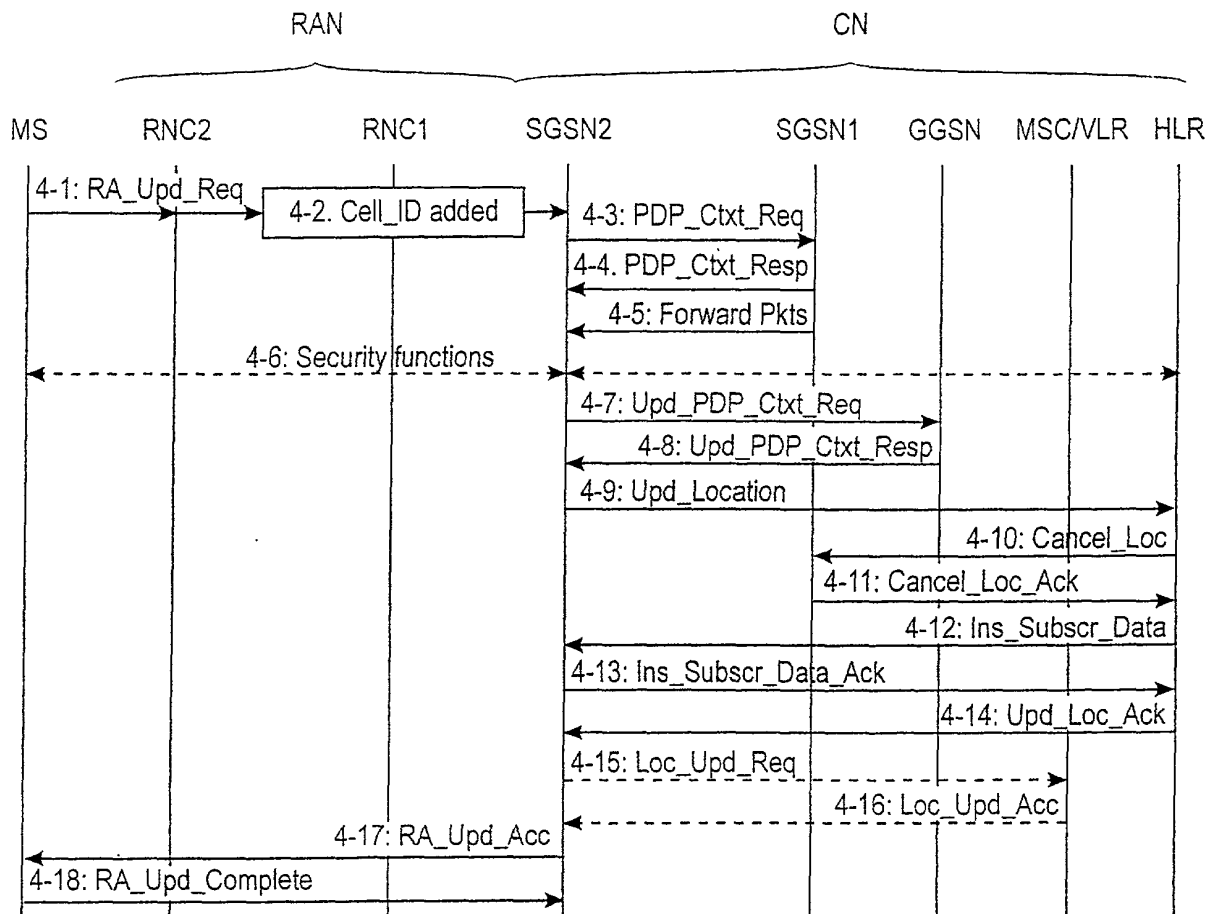 RAN CN
MS RNC2 RNC1 SGSN2 SGSN1 GGSN MSC/VLR HLR
4-1: RA_Upd_Req
4-2. Cell_ID added
4-3: PDP_Ctxt_Req
4-4. PDP_Ctxt_Resp
4-5: Forward Pkts
4-6: Security functions
4-7: Upd_PDP_Ctxt_Req
4-8: Upd_PDP_Ctxt_Resp
4-9: Upd_Location
4-10: Cancel_Loc
4-11: Cancel_Loc_Ack
4-12: Ins_Subscr_Data
4-13: Ins_Subscr_Data_Ack
4-14: Upd_Loc_Ack
4-15: Loc_Upd_Req
4-16: Loc_Upd_Acc
4-17: RA_Upd_Acc
4-18: RA_Upd_Complete